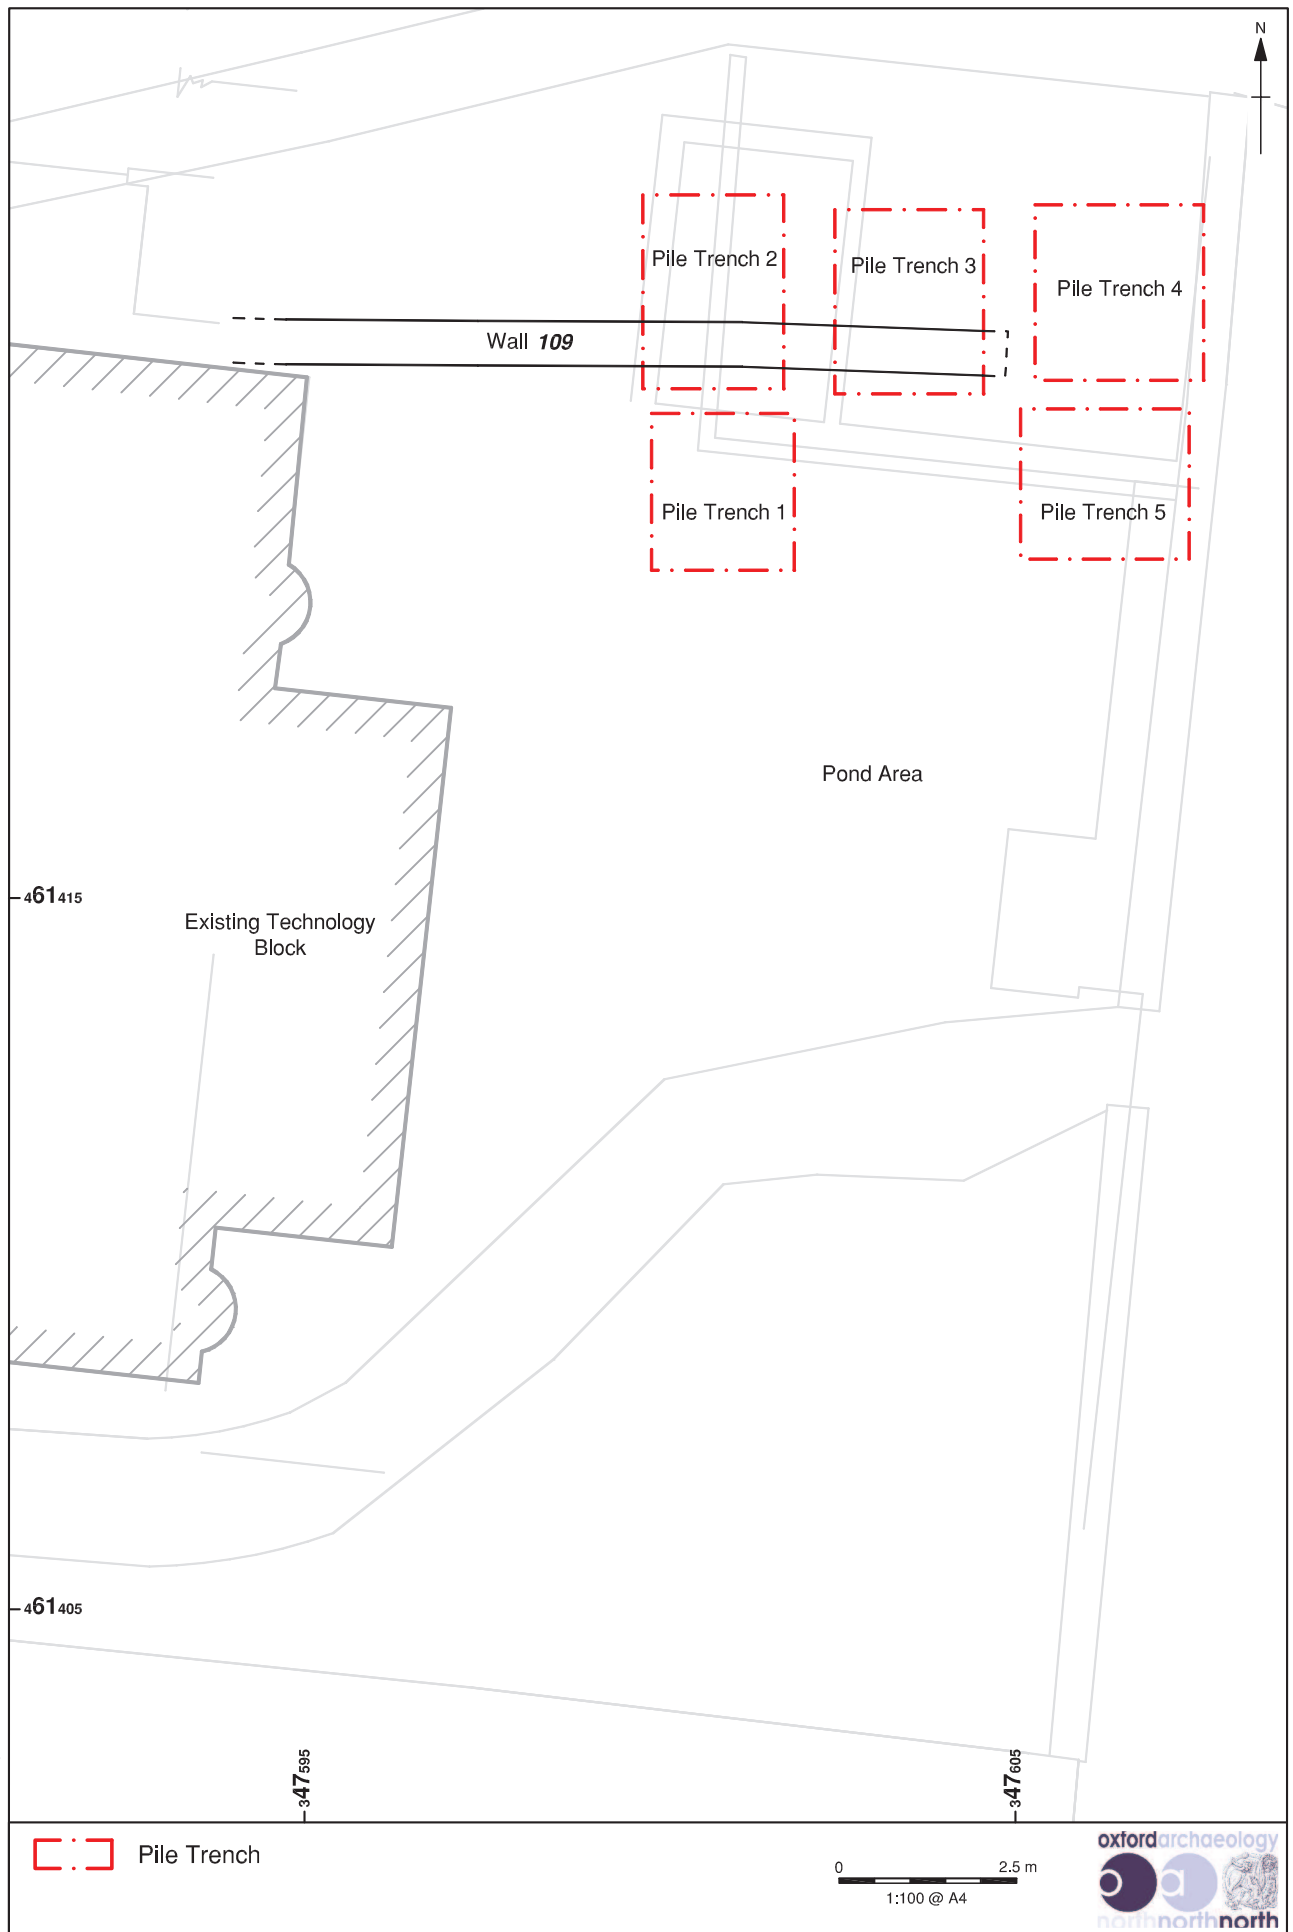 N
Pile Trench 2
Pile Trench 3
Pile Trench 4
Wall 109
Pile Trench 1
Pile Trench 5
Pond Area
461415
Existing Technology
Block
461405
347595
347605
Pile Trench
0 2.5 m
1:100 @ A4
oxfordarchaeology
o a
northnorthnorth